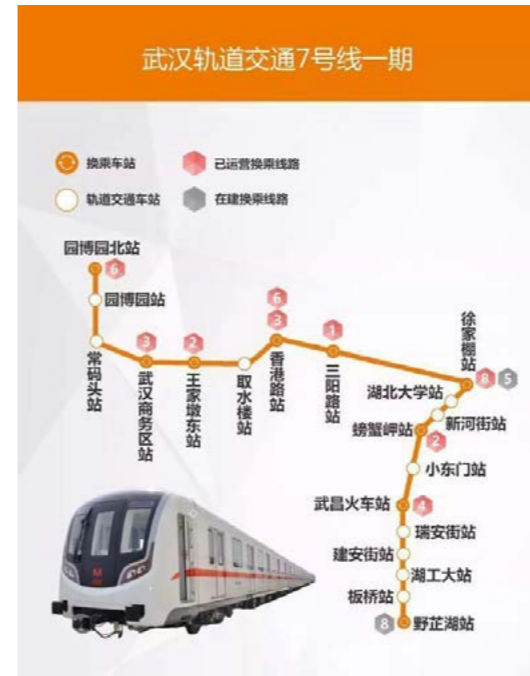 武汉轨道交通7号线一期
换乘车站
已运营换乘线路
轨道交通车站
在建换乘线路
园博园北站
6
园博园站
常码头站
3
武汉商务区站
2
王家墩东站
取水楼站
6
3
香港路站
1
三阳路站
徐家棚站
8
5
湖北大学站
新河街站
螃蟹岬站
2
小东门站
武昌火车站
4
瑞安街站
建安街站
湖工大站
板桥站
8
野芷湖站
M